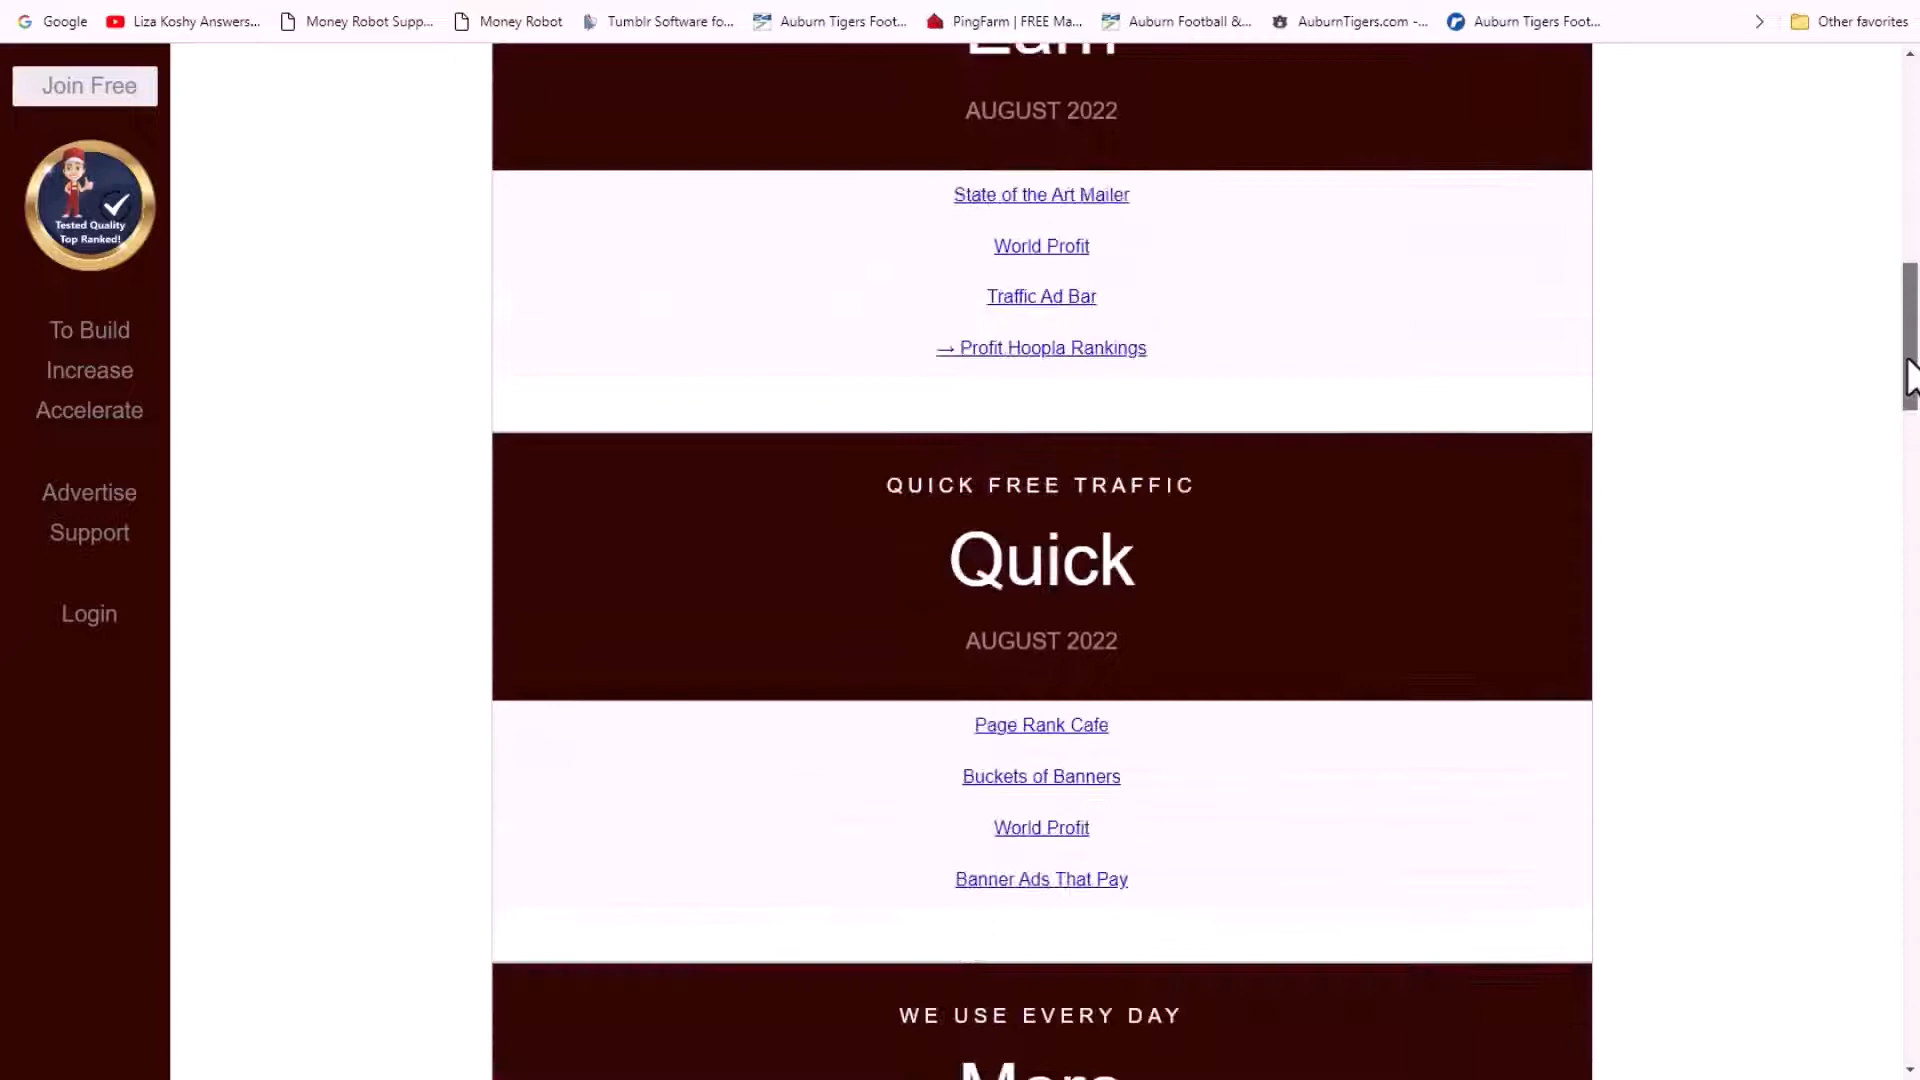 Google
Liza Koshy Answers...
Money Robot Supp...
Money Robot
Tumblr Software fo...
Auburn Tigers Foot...
PingFarm | FREE Ma...
Auburn Football &...
AuburnTigers.com -...
Auburn Tigers Foot...
Other favorites
Join Free
Tested Quality
Top Ranked!
To Build
Increase
Accelerate
Advertise
Support
Login
Earn
AUGUST 2022
State of the Art Mailer
World Profit
Traffic Ad Bar
→ Profit Hoopla Rankings
QUICK FREE TRAFFIC
Quick
AUGUST 2022
Page Rank Cafe
Buckets of Banners
World Profit
Banner Ads That Pay
WE USE EVERY DAY
More